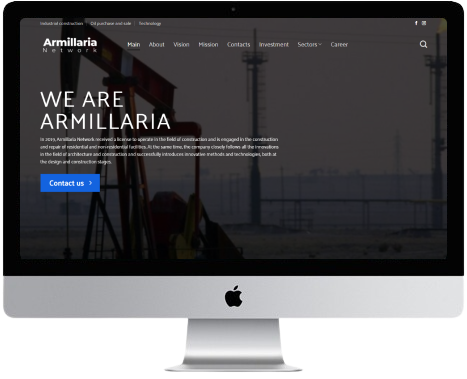 Industrial construction | Oil purchase and sale | Technology
Armillaria
Network
Main About Vision Mission Contacts Investment Sectors Career
WE ARE
ARMILLARIA
In 2019, Armillaria Network received a license to operate in the field of construction and is engaged in the construction
and repair of residential and non-residential facilities. At the same time, the company closely follows all the innovations
in the field of architecture and construction and successfully introduces innovative methods and technologies, both at
the design and construction stages.
Contact us >